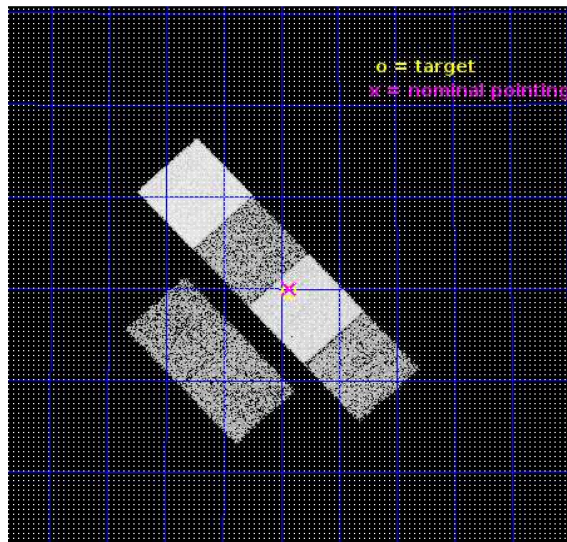 o = target
x = nominal pointing